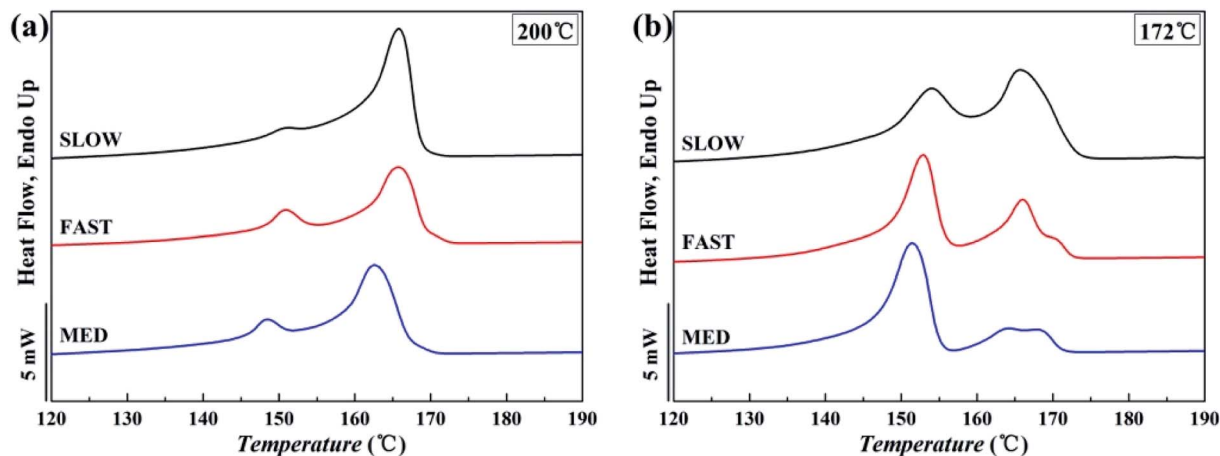 (a)
200℃
Heat Flow, Endo Up
SLOW
FAST
MED
5 mW
120 130 140 150 160 170 180 190
Temperature (℃)
(b)
172℃
Heat Flow, Endo Up
SLOW
FAST
MED
5 mW
120 130 140 150 160 170 180 190
Temperature (℃)